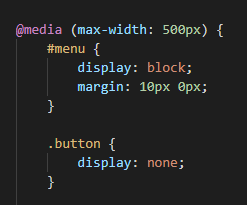 @media (max-width: 500px) {
    #menu {
        display: block;
        margin: 10px 0px;
    }

    .button {
        display: none;
    }